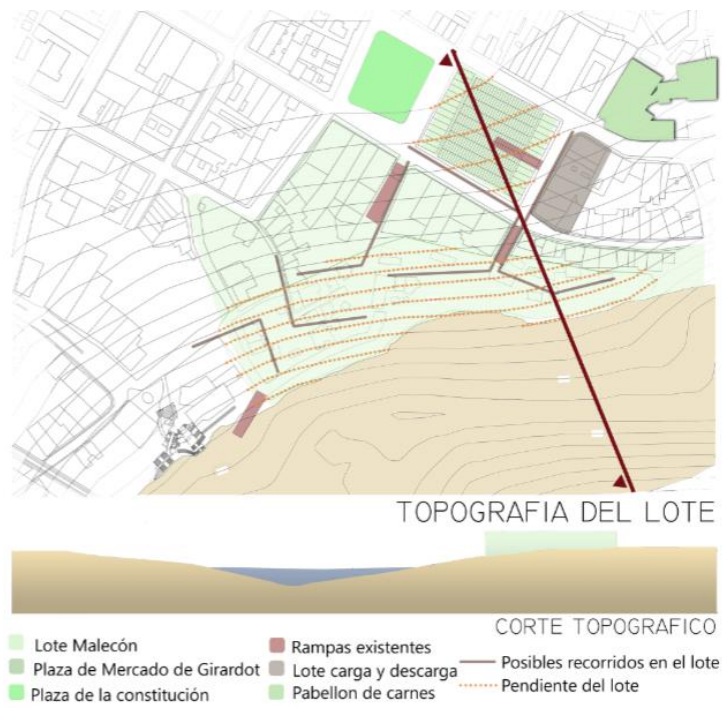 TOPOGRAFIA DEL LOTE
CORTE TOPOGRAFICO
Lote Malecón
Plaza de Mercado de Girardot
Plaza de la constitución
Rampas existentes
Lote carga y descarga
Pabellon de carnes
Posibles recorridos en el lote
Pendiente del lote